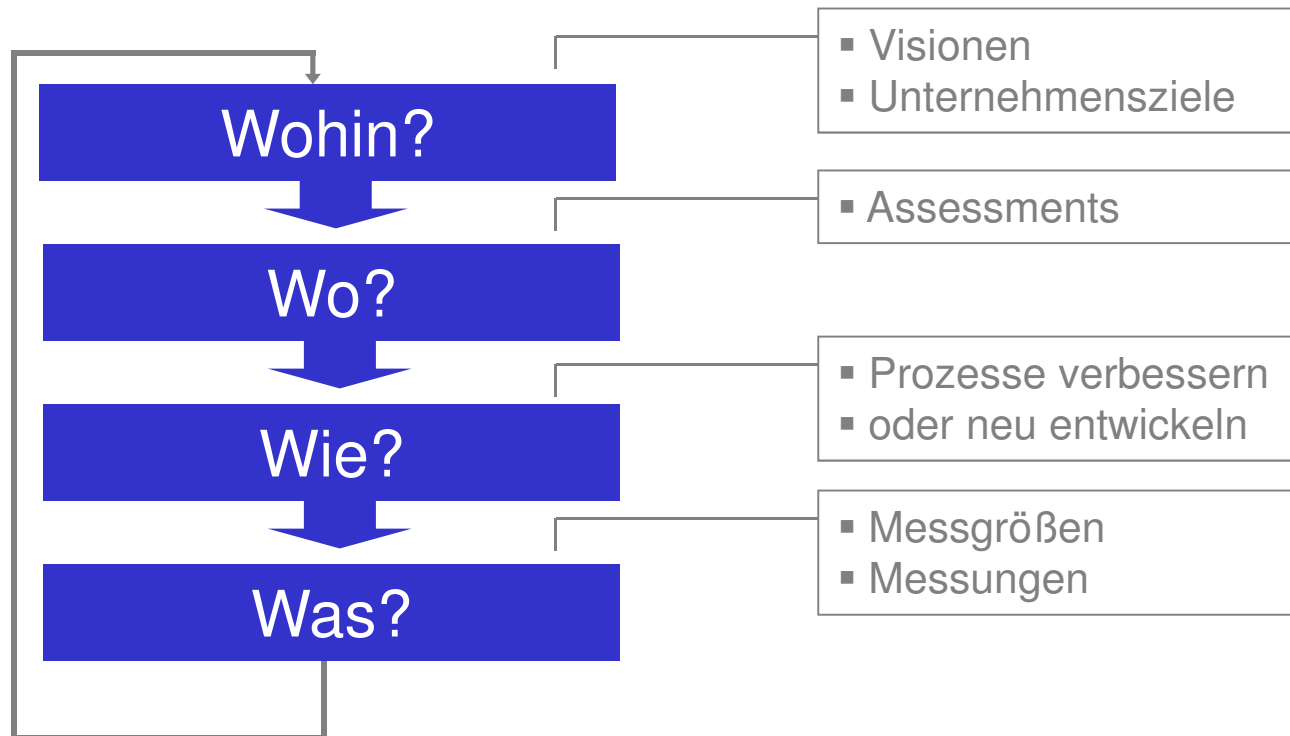 Wohin?
▪ Visionen
▪ Unternehmensziele
Wo?
▪ Assessments
Wie?
▪ Prozesse verbessern
▪ oder neu entwickeln
Was?
▪ Messgrößen
▪ Messungen